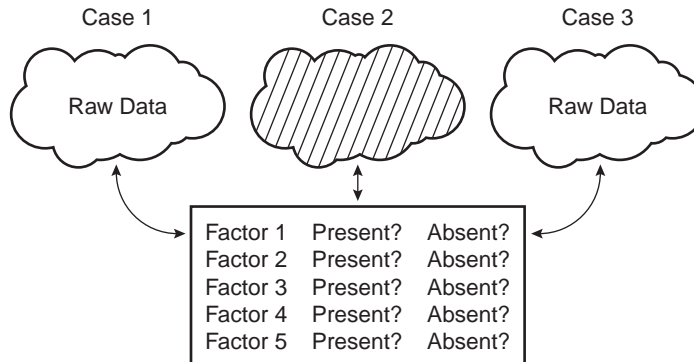 Case 1 Case 2 Case 3
Raw Data Raw Data
Factor 1 Present? Absent?
Factor 2 Present? Absent?
Factor 3 Present? Absent?
Factor 4 Present? Absent?
Factor 5 Present? Absent?